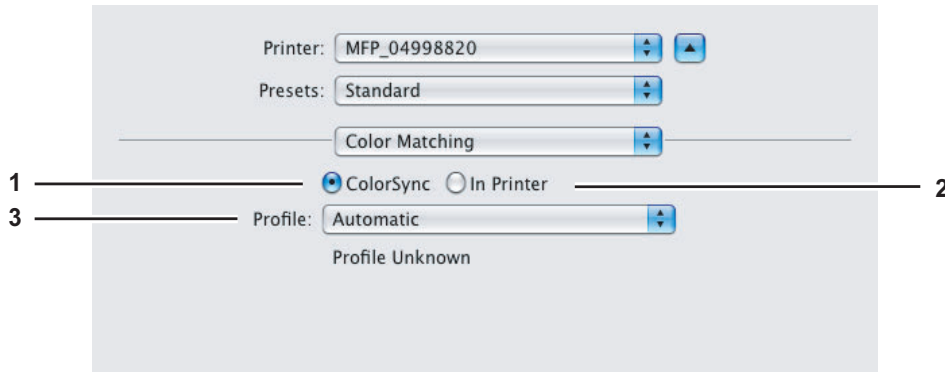 Printer: MFP_04998820
Presets: Standard
Color Matching
1 ColorSync In Printer 2
3 Profile: Automatic
Profile Unknown